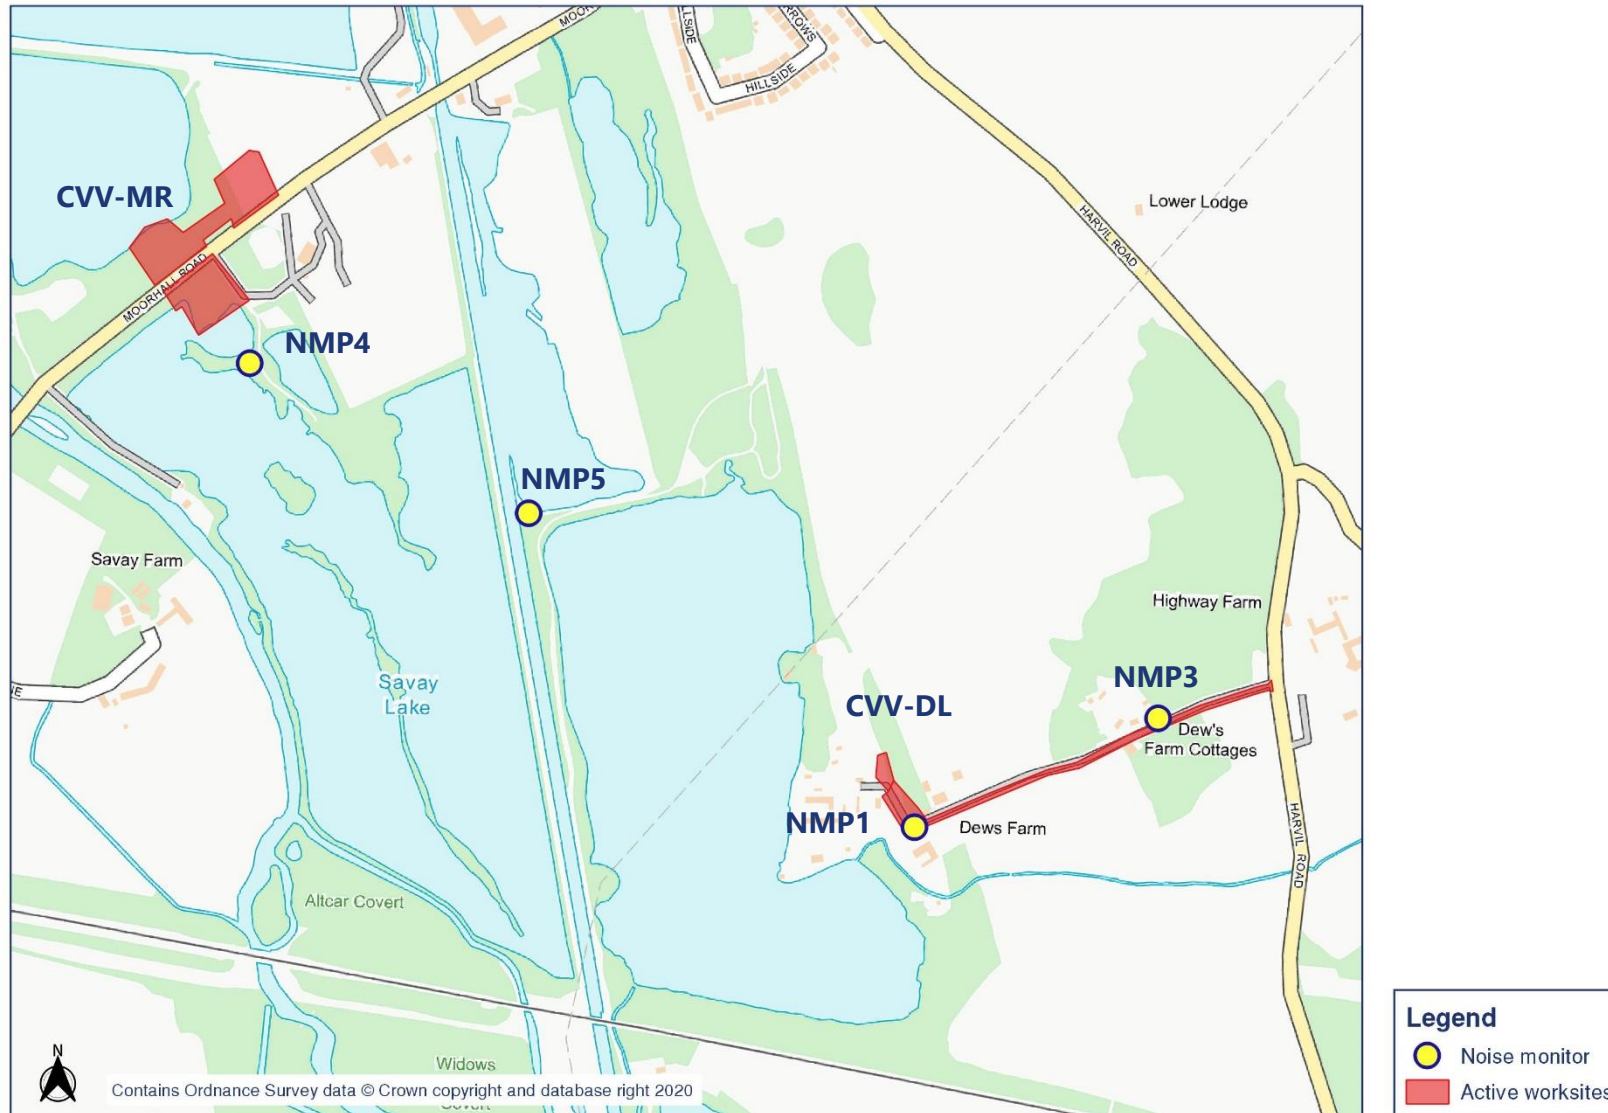 MOOR
LLSIDE
RROWS
HILLSIDE
CVV-MR
Lower Lodge
HARVIL ROAD
MOORHALL ROAD
NMP4
NMP5
Savay Farm
Highway Farm
Savay
Lake
NMP3
CVV-DL
Dew's
Farm Cottages
NMP1
Dews Farm
HARVIL ROAD
Altcar Covert
N
Widows
Contains Ordnance Survey data © Crown copyright and database right 2020
Legend
Noise monitor
Active worksites